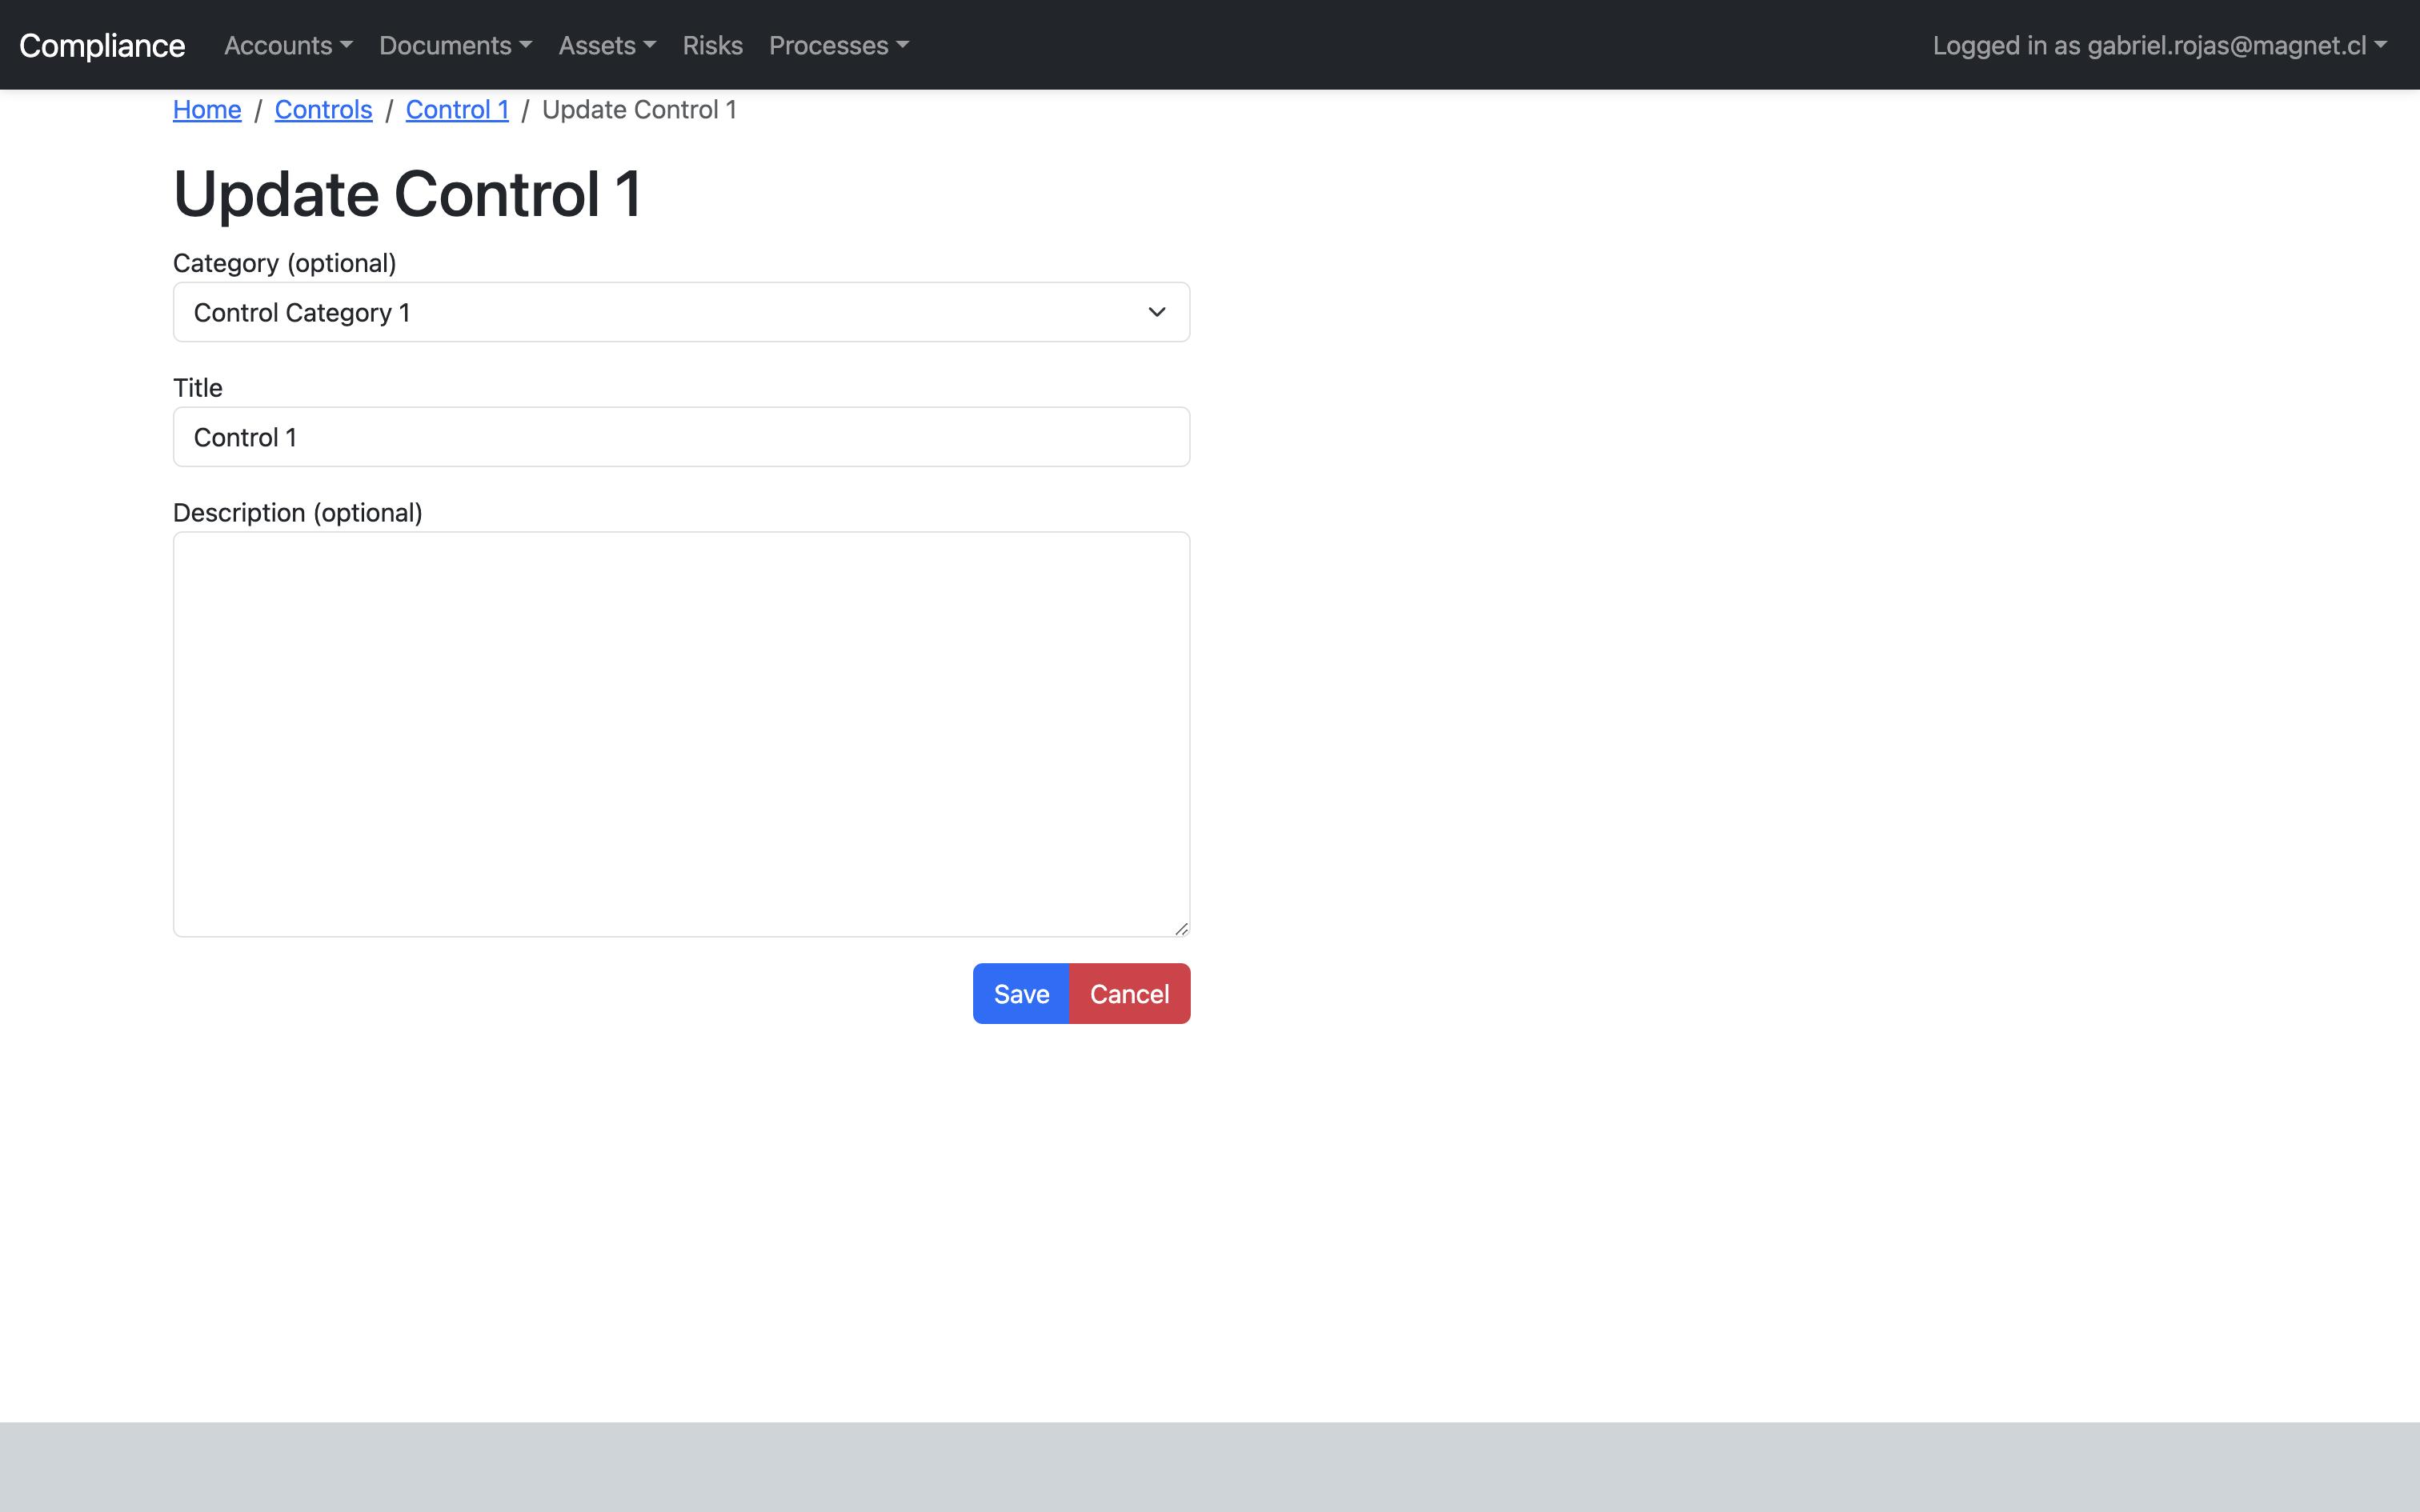 Compliance Accounts Documents Assets Risks Processes Logged in as gabriel.rojas@magnet.cl
Home / Controls / Control 1 / Update Control 1
Update Control 1
Category (optional)
Control Category 1
Title
Control 1
Description (optional)
Save Cancel